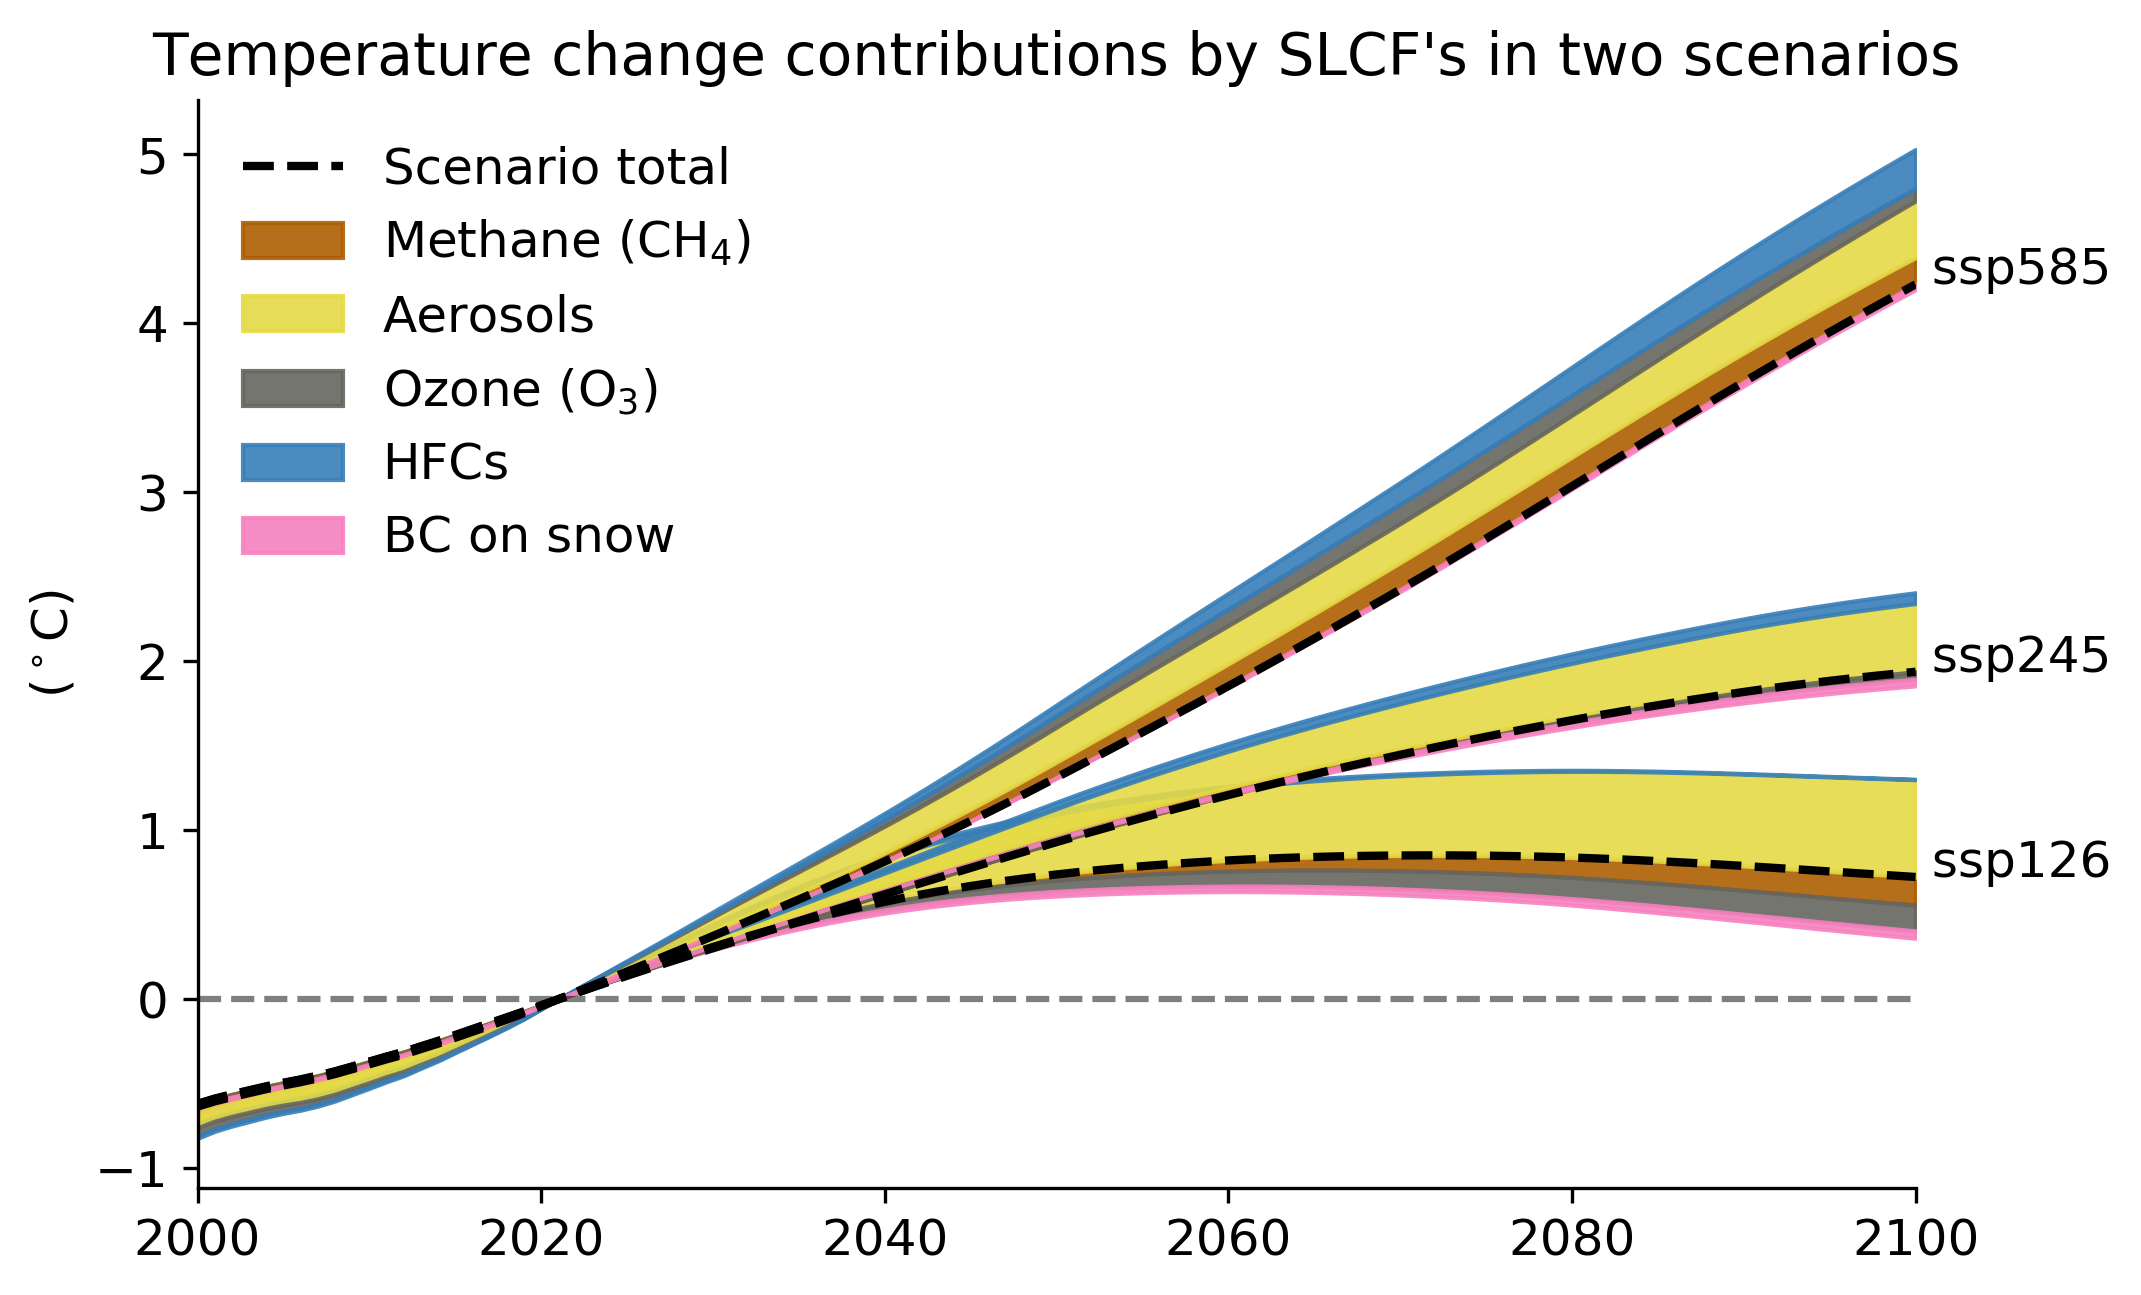 Temperature change contributions by SLCF's in two scenarios
(°C)
5
4
3
2
1
0
−1
Scenario total
Methane (CH₄)
Aerosols
Ozone (O₃)
HFCs
BC on snow
ssp585
ssp245
ssp126
2000 2020 2040 2060 2080 2100